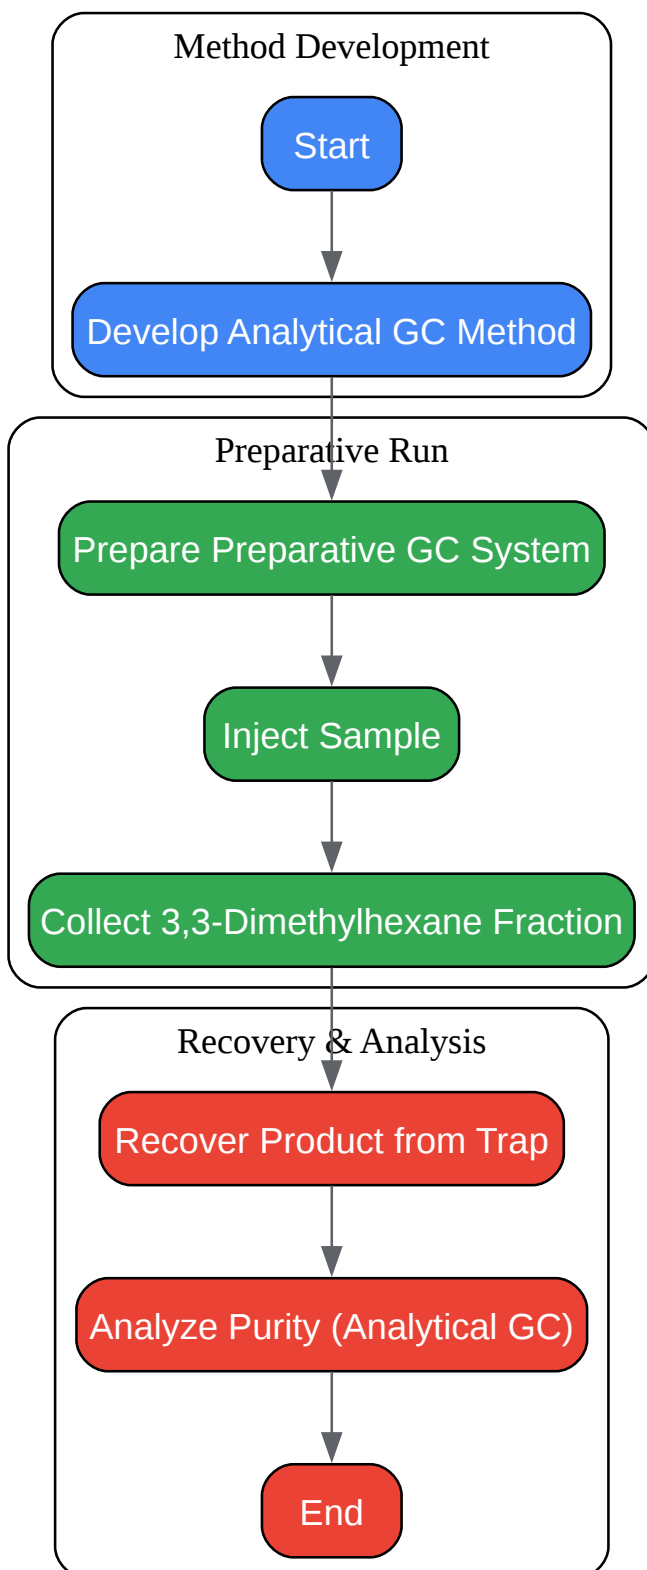 Method Development
Start
Develop Analytical GC Method
Preparative Run
Prepare Preparative GC System
Inject Sample
Collect 3,3-Dimethylhexane Fraction
Recovery & Analysis
Recover Product from Trap
Analyze Purity (Analytical GC)
End